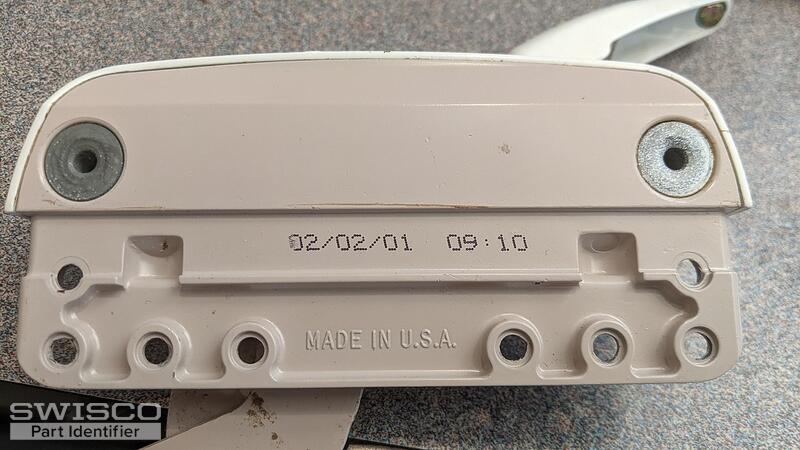 02/02/01 09:10
MADE IN U.S.A.
SWISCO
Part Identifier